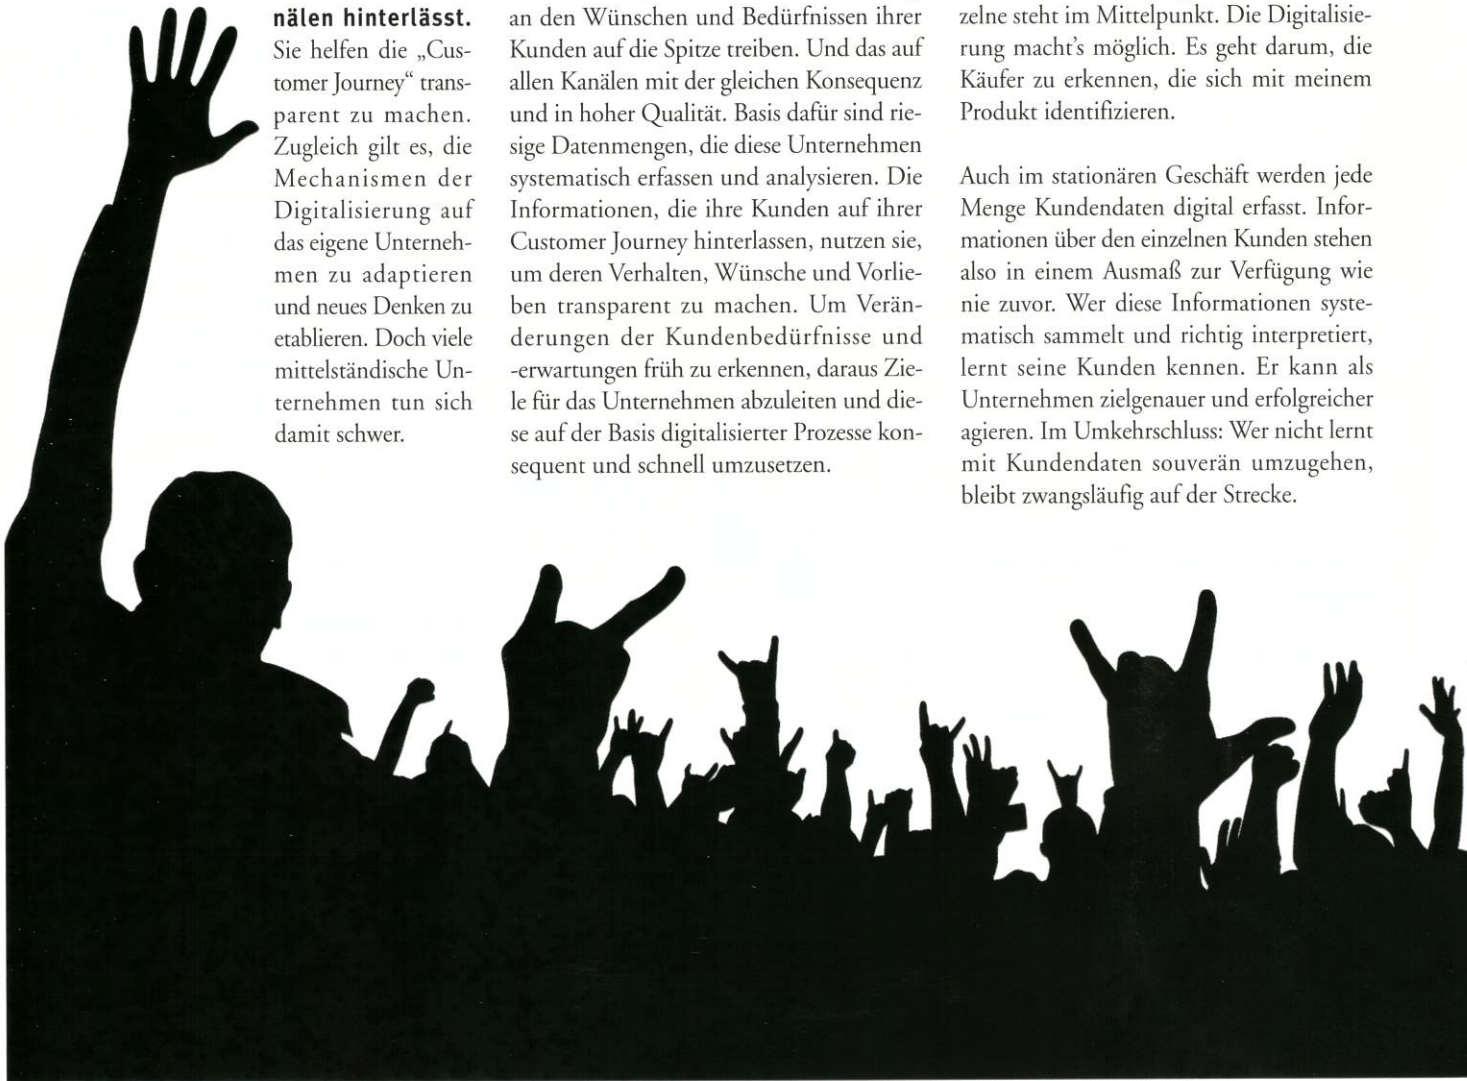 nälen hinterlässt.
Sie helfen die „Cus-
tomer Journey“ trans-
parent zu machen.
Zugleich gilt es, die
Mechanismen der
Digitalisierung auf
das eigene Unterneh-
men zu adaptieren
und neues Denken zu
etablieren. Doch viele
mittelständische Un-
ternehmen tun sich
damit schwer.
an den Wünschen und Bedürfnissen ihrer
Kunden auf die Spitze treiben. Und das auf
allen Kanälen mit der gleichen Konsequenz
und in hoher Qualität. Basis dafür sind rie-
sige Datenmengen, die diese Unternehmen
systematisch erfassen und analysieren. Die
Informationen, die ihre Kunden auf ihrer
Customer Journey hinterlassen, nutzen sie,
um deren Verhalten, Wünsche und Vorlie-
ben transparent zu machen. Um Verän-
derungen der Kundenbedürfnisse und
-erwartungen früh zu erkennen, daraus Zie-
le für das Unternehmen abzuleiten und die-
se auf der Basis digitalisierter Prozesse kon-
sequent und schnell umzusetzen.
zelne steht im Mittelpunkt. Die Digitalisie-
rung macht's möglich. Es geht darum, die
Käufer zu erkennen, die sich mit meinem
Produkt identifizieren.
Auch im stationären Geschäft werden jede
Menge Kundendaten digital erfasst. Infor-
mationen über den einzelnen Kunden stehen
also in einem Ausmaß zur Verfügung wie
nie zuvor. Wer diese Informationen syste-
matisch sammelt und richtig interpretiert,
lernt seine Kunden kennen. Er kann als
Unternehmen zielgenauer und erfolgreicher
agieren. Im Umkehrschluss: Wer nicht lernt
mit Kundendaten souverän umzugehen,
bleibt zwangsläufig auf der Strecke.